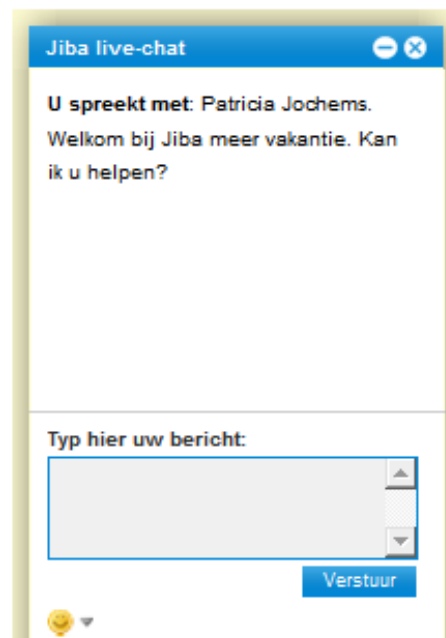 Jiba live-chat
U spreekt met: Patricia Jochems.
Welkom bij Jiba meer vakantie. Kan
ik u helpen?
Typ hier uw bericht:
Verstuur